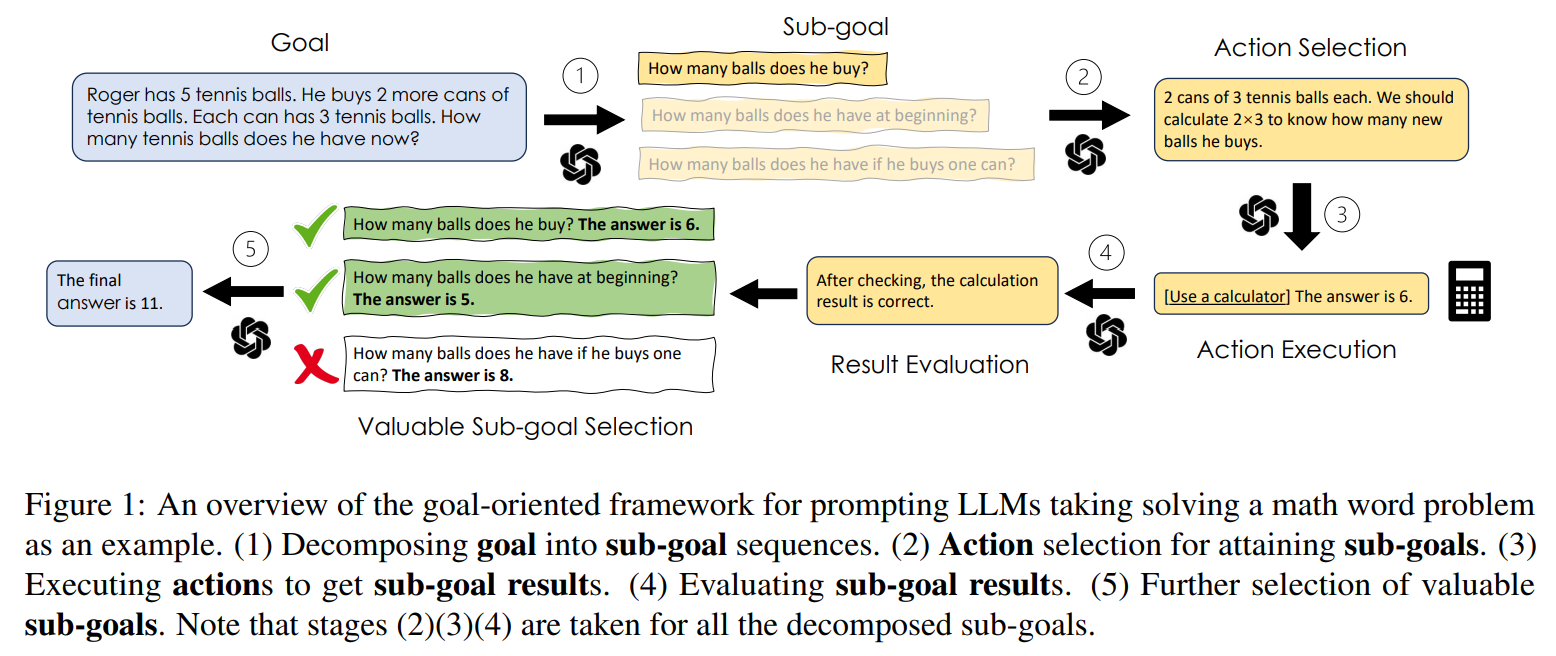 Goal
Roger has 5 tennis balls. He buys 2 more cans of
tennis balls. Each can has 3 tennis balls. How
many tennis balls does he have now?
1
Sub-goal
How many balls does he buy?
How many balls does he have at beginning?
How many balls does he have if he buys one can?
2
Action Selection
2 cans of 3 tennis balls each. We should
calculate 2×3 to know how many new
balls he buys.
3
[Use a calculator] The answer is 6.
Action Execution
4
After checking, the calculation
result is correct.
Result Evaluation
How many balls does he buy? The answer is 6.
How many balls does he have at beginning?
The answer is 5.
How many balls does he have if he buys one
can? The answer is 8.
Valuable Sub-goal Selection
5
The final
answer is 11.
Figure 1: An overview of the goal-oriented framework for prompting LLMs taking solving a math word problem
as an example. (1) Decomposing goal into sub-goal sequences. (2) Action selection for attaining sub-goals. (3)
Executing actions to get sub-goal results. (4) Evaluating sub-goal results. (5) Further selection of valuable
sub-goals. Note that stages (2)(3)(4) are taken for all the decomposed sub-goals.